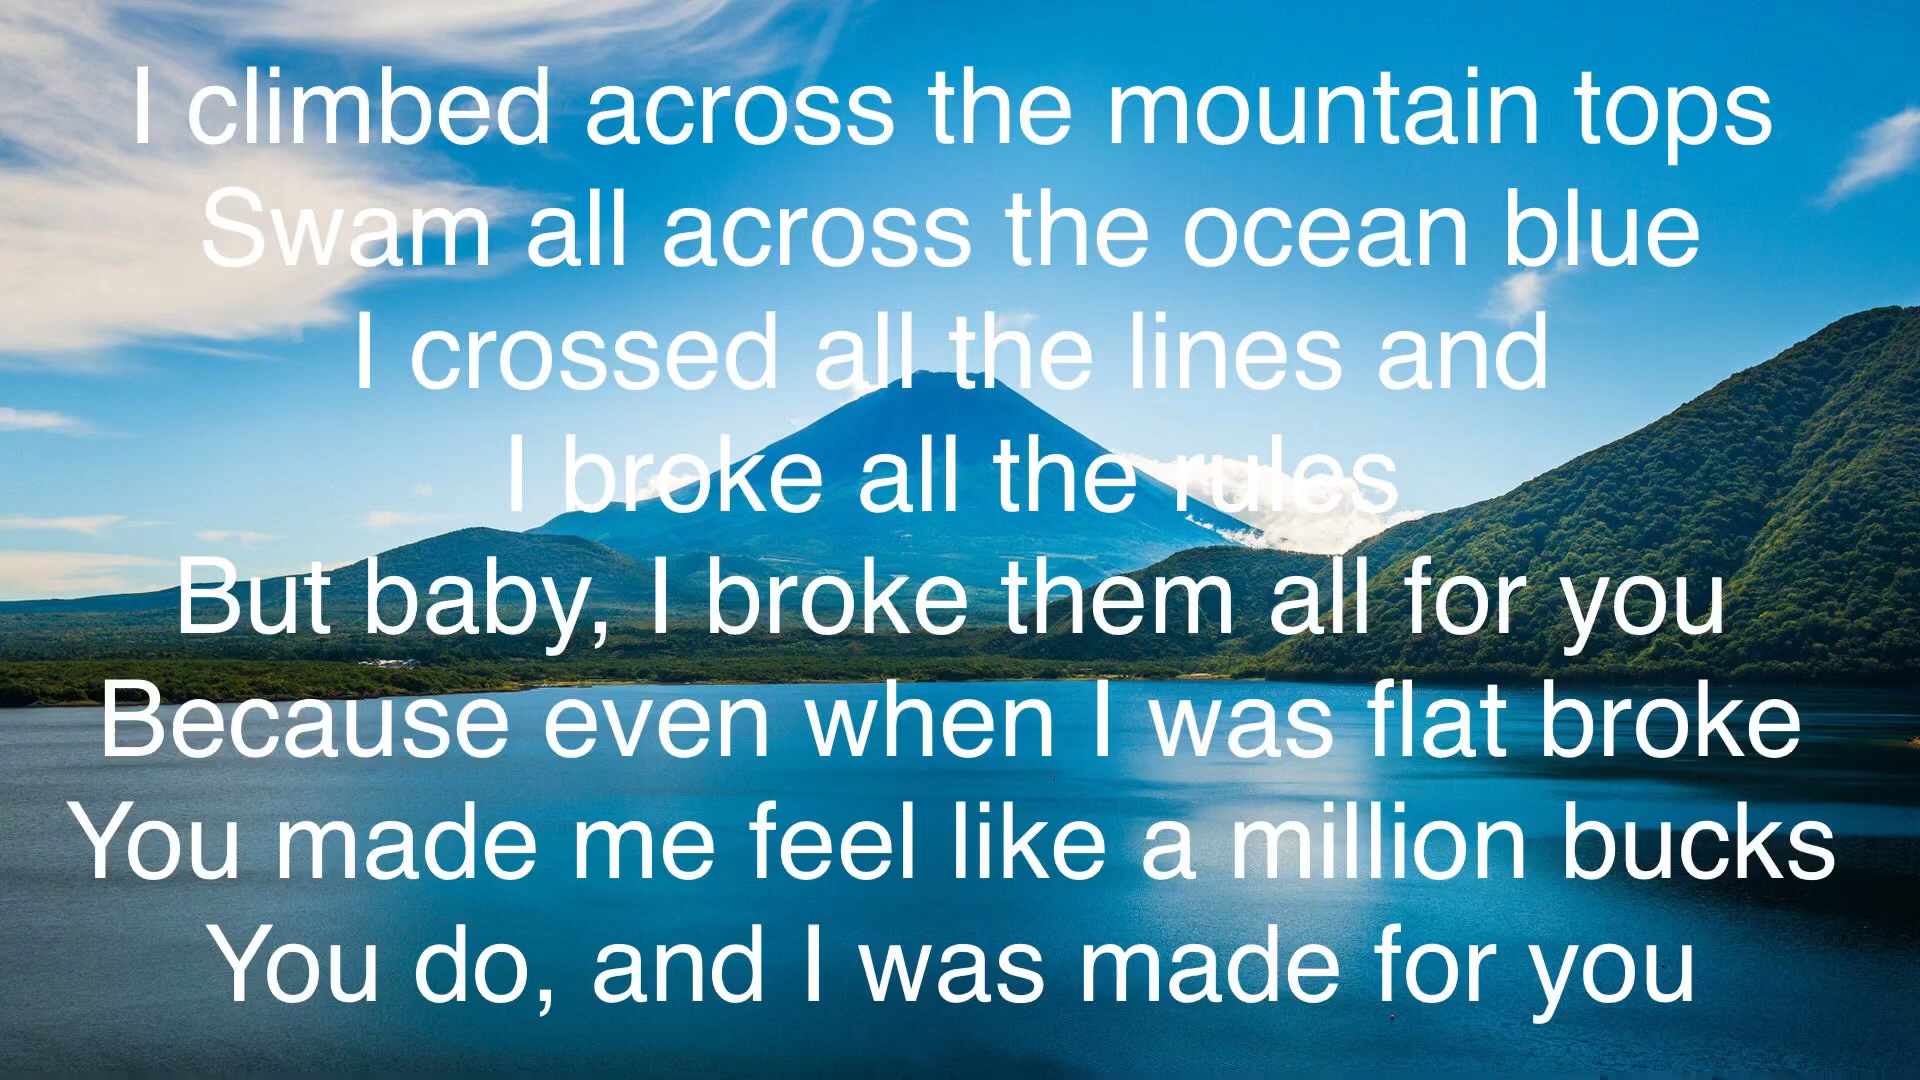 I climbed across the mountain tops
Swam all across the ocean blue
I crossed all the lines and
I broke all the rules
But baby, I broke them all for you
Because even when I was flat broke
You made me feel like a million bucks
You do, and I was made for you